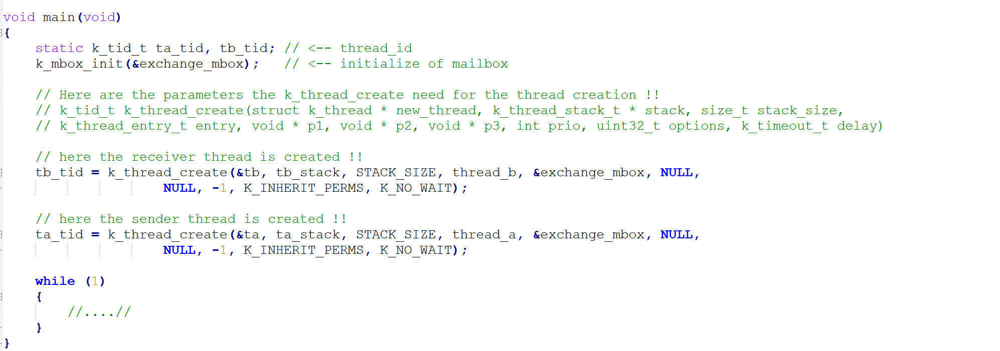 void main(void)
{
    static k_tid_t ta_tid, tb_tid; // <-- thread_id
    k_mbox_init(&exchange_mbox);   // <-- initialize of mailbox

    // Here are the parameters the k_thread_create need for the thread creation !!
    // k_tid_t k_thread_create(struct k_thread * new_thread, k_thread_stack_t * stack, size_t stack_size,
    // k_thread_entry_t entry, void * p1, void * p2, void * p3, int prio, uint32_t options, k_timeout_t delay)

    // here the receiver thread is created !!
    tb_tid = k_thread_create(&tb, tb_stack, STACK_SIZE, thread_b, &exchange_mbox, NULL,
                    NULL, -1, K_INHERIT_PERMS, K_NO_WAIT);

    // here the sender thread is created !!
    ta_tid = k_thread_create(&ta, ta_stack, STACK_SIZE, thread_a, &exchange_mbox, NULL,
                    NULL, -1, K_INHERIT_PERMS, K_NO_WAIT);

    while (1)
    {
        //....//
    }
}